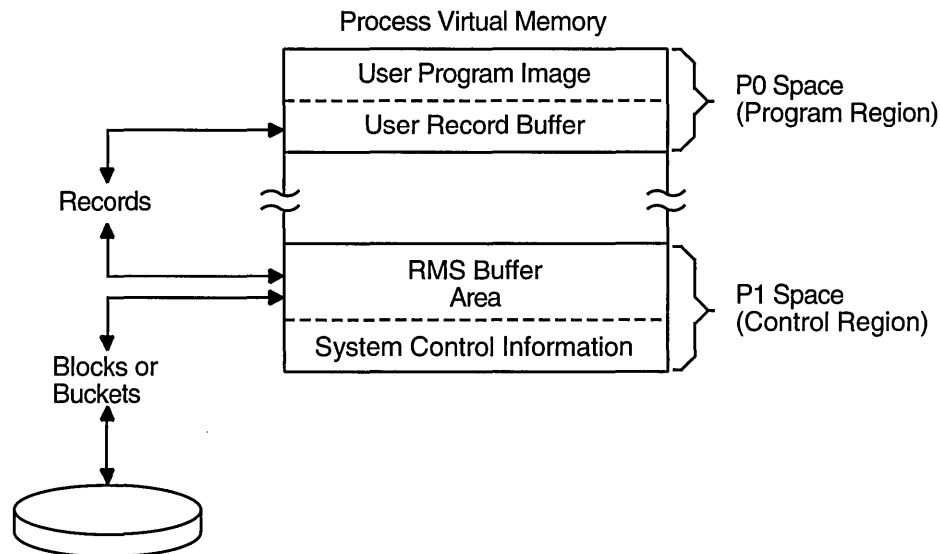 Process Virtual Memory
User Program Image
User Record Buffer
P0 Space
(Program Region)
Records
RMS Buffer
Area
System Control Information
P1 Space
(Control Region)
Blocks or
Buckets